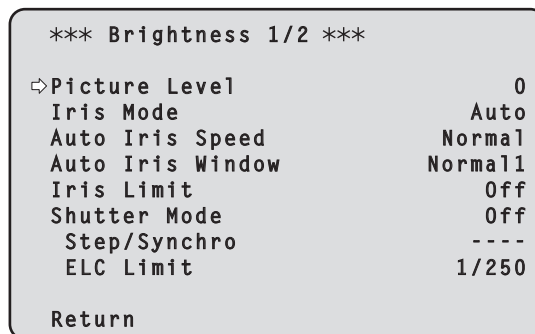 *** Brightness 1/2 ***
⇨Picture Level 0
Iris Mode Auto
Auto Iris Speed Normal
Auto Iris Window Normal1
Iris Limit Off
Shutter Mode Off
Step/Synchro ----
ELC Limit 1/250
Return